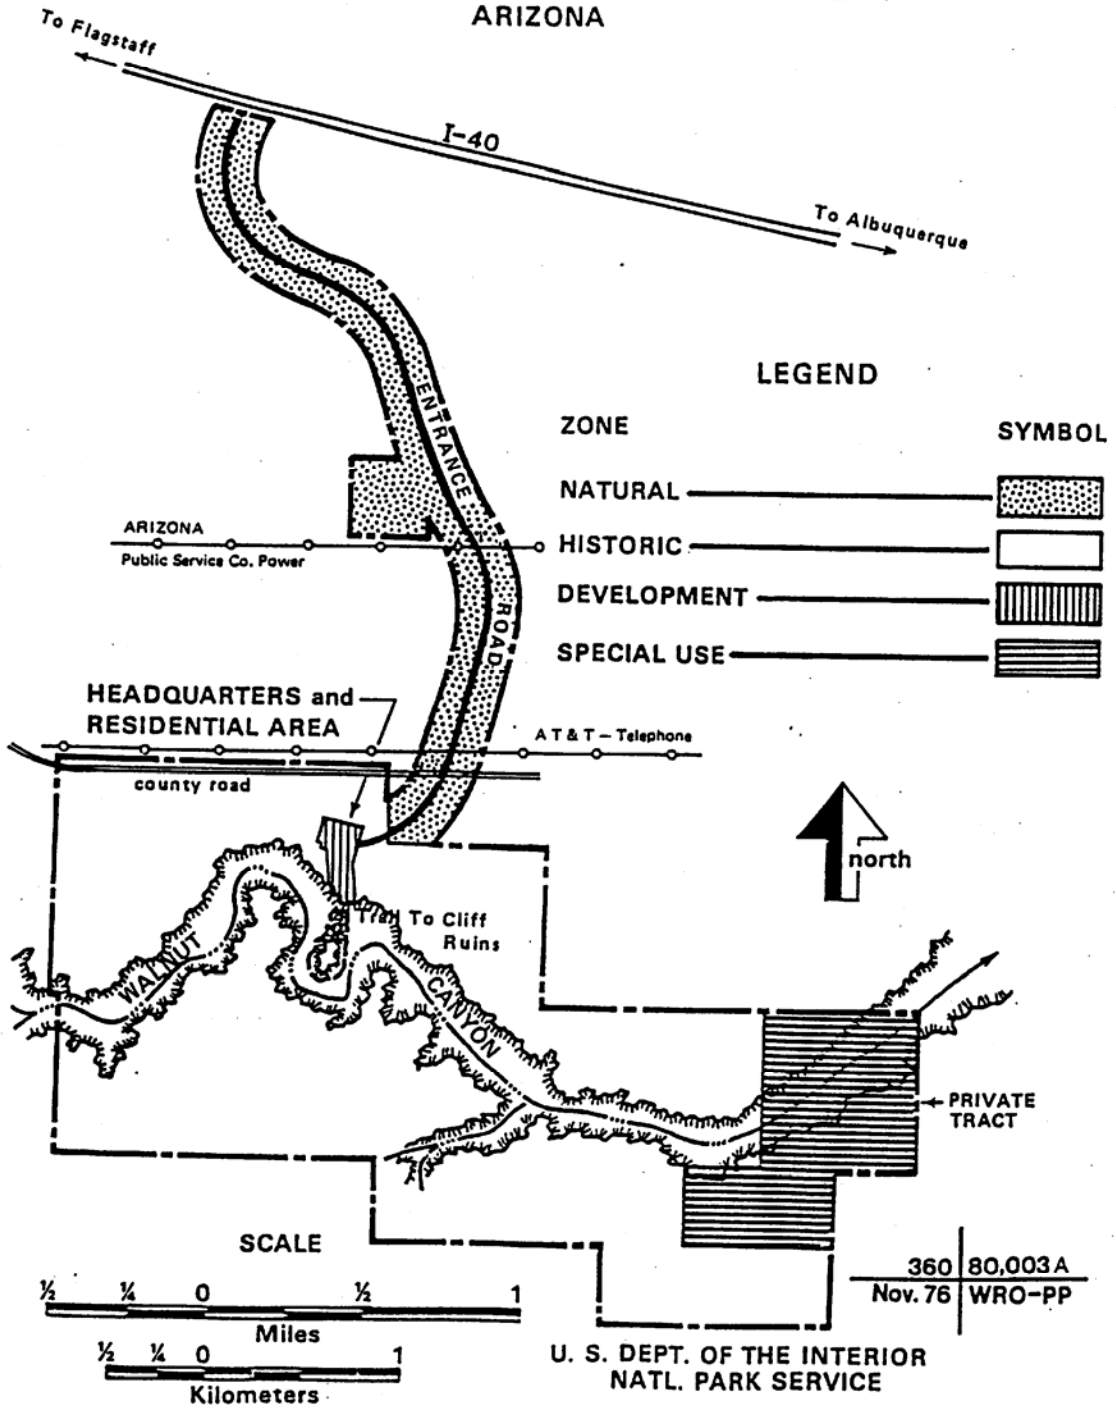 ARIZONA
To Flagstaff
I-40
To Albuquerque
LEGEND
ZONE
SYMBOL
NATURAL
HISTORIC
DEVELOPMENT
SPECIAL USE
ENTRANCE
ROAD
ARIZONA
Public Service Co. Power
HEADQUARTERS and
RESIDENTIAL AREA
A T & T – Telephone
county road
north
Trail To Cliff
Ruins
WALNUT
CANYON
PRIVATE
TRACT
SCALE
½ ¼ 0 ½ 1
Miles
½ ¼ 0 1
Kilometers
360 80,003A
Nov. 76 WRO-PP
U. S. DEPT. OF THE INTERIOR
NATL. PARK SERVICE